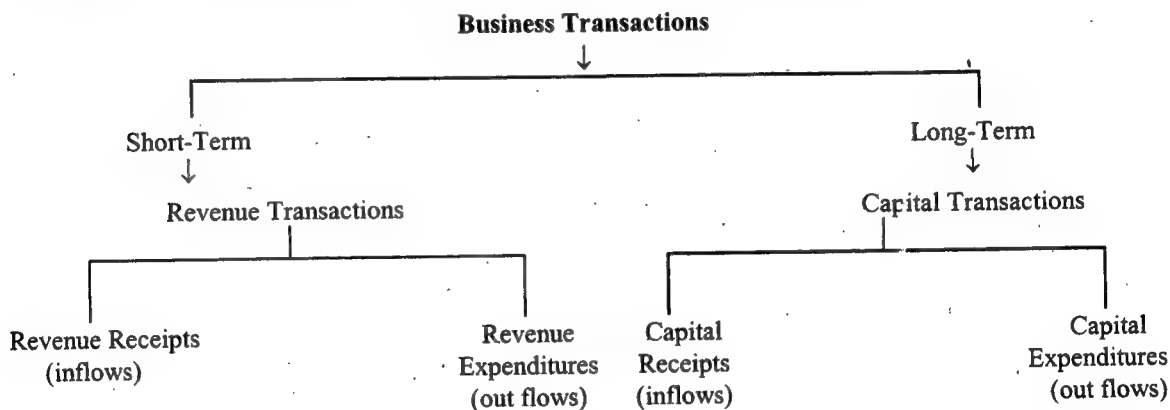 Business Transactions
Short-Term
Long-Term
Revenue Transactions
Capital Transactions
Revenue Receipts
(inflows)
Revenue
Expenditures
(out flows)
Capital
Receipts
(inflows)
Capital
Expenditures
(out flows)